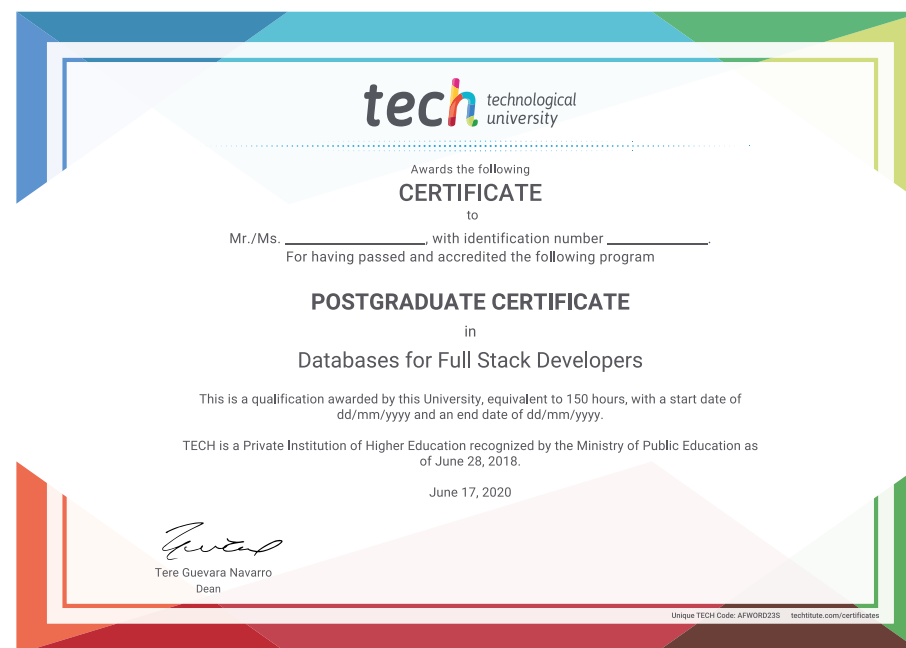 tech technological
university
Awards the following
CERTIFICATE
to
Mr./Ms. ____________________, with identification number ______________.
For having passed and accredited the following program
POSTGRADUATE CERTIFICATE
in
Databases for Full Stack Developers
This is a qualification awarded by this University, equivalent to 150 hours, with a start date of
dd/mm/yyyy and an end date of dd/mm/yyyy.
TECH is a Private Institution of Higher Education recognized by the Ministry of Public Education as
of June 28, 2018.
June 17, 2020
Tere Guevara Navarro
Dean
Unique TECH Code: AFWORD23S techtitute.com/certificates